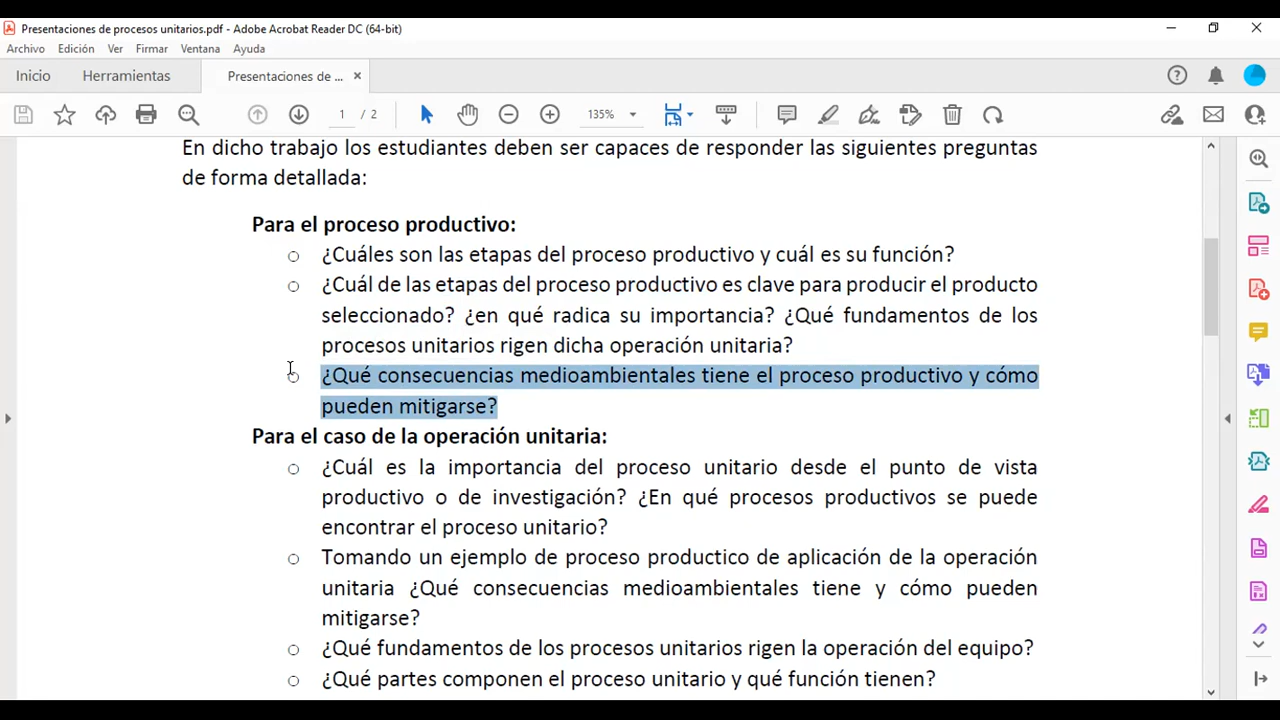 Presentaciones de procesos unitarios.pdf - Adobe Acrobat Reader DC (64-bit)
Archivo Edición Ver Firmar Ventana Ayuda
Inicio Herramientas Presentaciones de ... ×
1 / 2 135%
En dicho trabajo los estudiantes deben ser capaces de responder las siguientes preguntas
de forma detallada:
Para el proceso productivo:
○ ¿Cuáles son las etapas del proceso productivo y cuál es su función?
○ ¿Cuál de las etapas del proceso productivo es clave para producir el producto
seleccionado? ¿en qué radica su importancia? ¿Qué fundamentos de los
procesos unitarios rigen dicha operación unitaria?
○ ¿Qué consecuencias medioambientales tiene el proceso productivo y cómo
pueden mitigarse?
Para el caso de la operación unitaria:
○ ¿Cuál es la importancia del proceso unitario desde el punto de vista
productivo o de investigación? ¿En qué procesos productivos se puede
encontrar el proceso unitario?
○ Tomando un ejemplo de proceso productico de aplicación de la operación
unitaria ¿Qué consecuencias medioambientales tiene y cómo pueden
mitigarse?
○ ¿Qué fundamentos de los procesos unitarios rigen la operación del equipo?
○ ¿Qué partes componen el proceso unitario y qué función tienen?